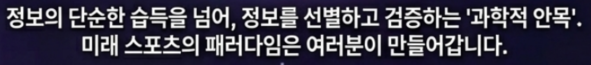 정보의 단순한 습득을 넘어, 정보를 선별하고 검증하는 '과학적 안목'.
미래 스포츠의 패러다임은 여러분이 만들어갑니다.